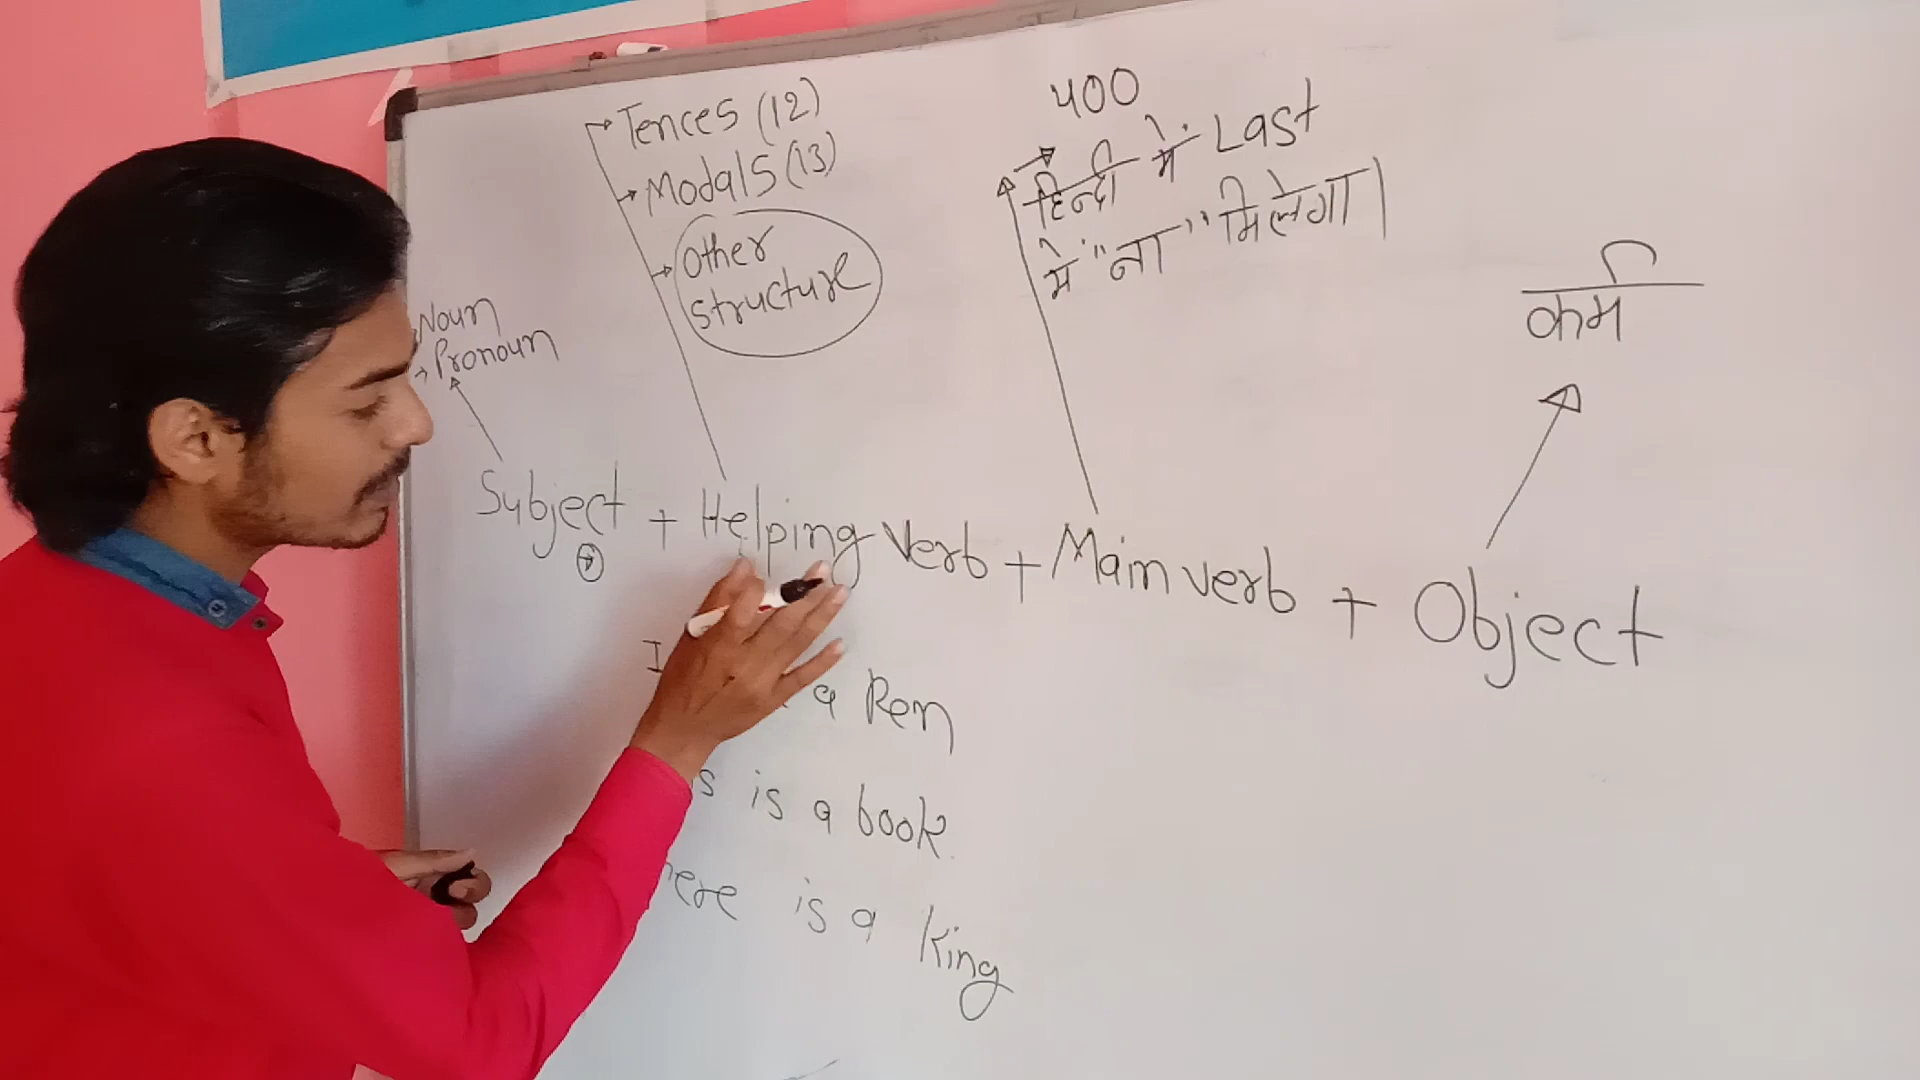 Tences (12)
Modals (13)
Other
structure
400
हिन्दी में Last
में "ना" मिलेगा।
कर्म
Noun
Pronoun
Subject + Helping Verb + Main verb + Object
I a Pen
is a book
is a King